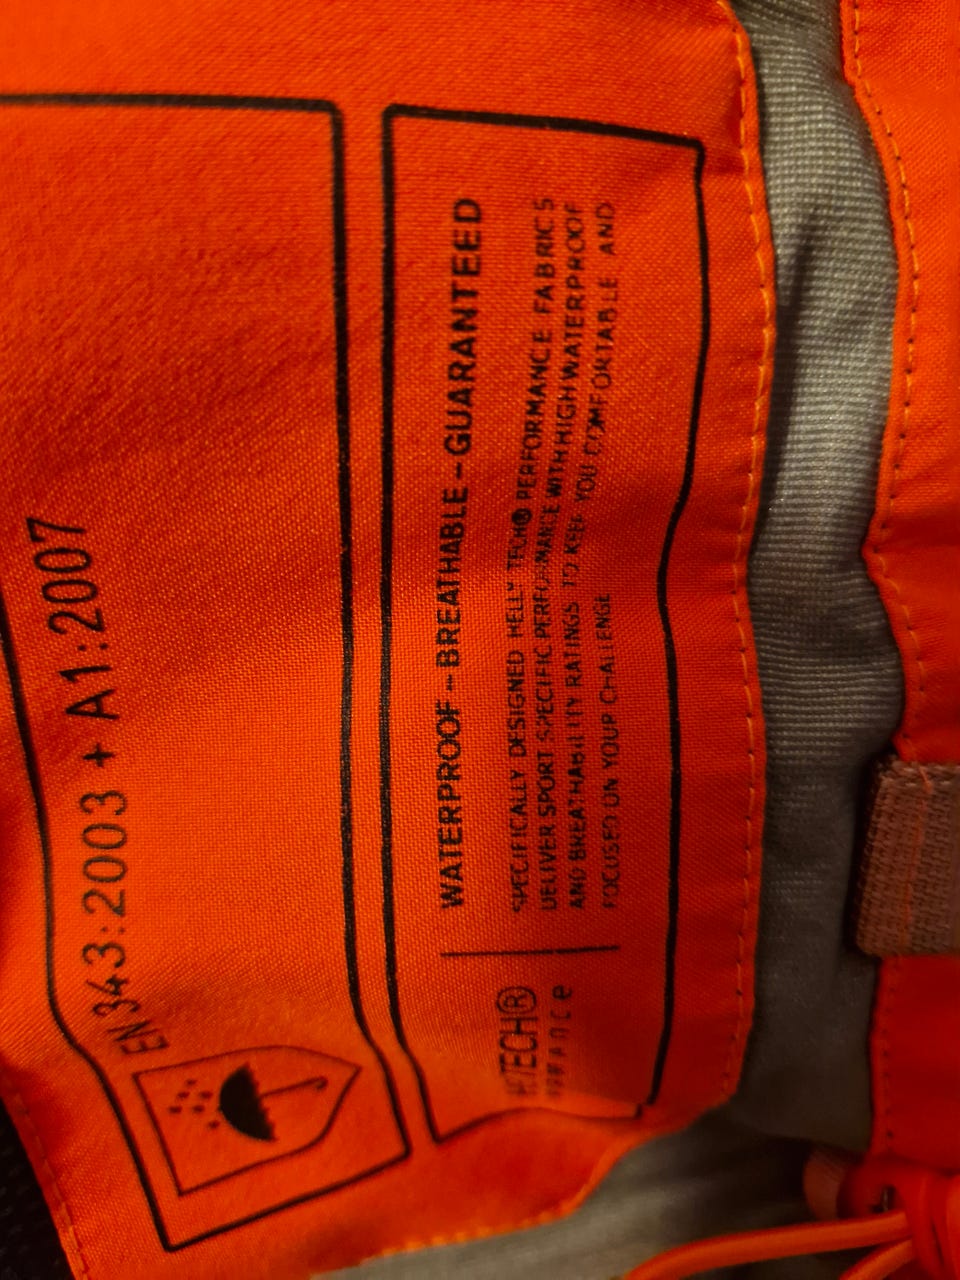 EN 343:2003 + A1:2007
H TECH®
WATERPROOF – BREATHABLE – GUARANTEED
SPECIFICALLY DESIGNED HELLY TECH® PERFORMANCE FABRICS
DELIVER SPORT SPECIFIC PERFORMANCE WITH HIGH WATERPROOF
AND BREATHABILITY RATINGS TO KEEP YOU COMFORTABLE AND
FOCUSED ON YOUR CHALLENGE